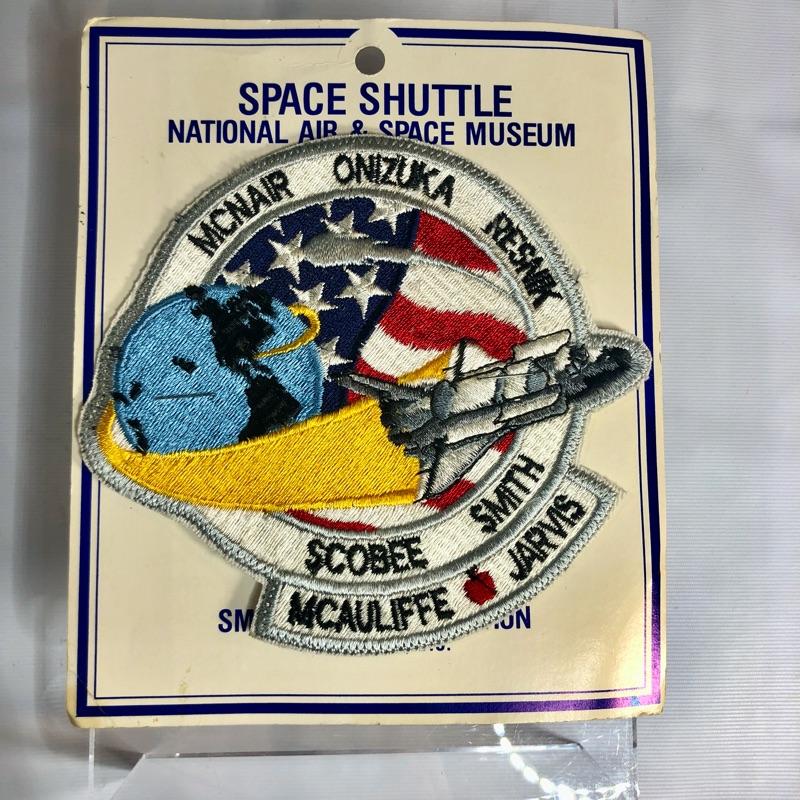 SPACE SHUTTLE
NATIONAL AIR & SPACE MUSEUM
MCNAIR ONIZUKA RESNIK
SCOBEE SMITH
MCAULIFFE JARVIS